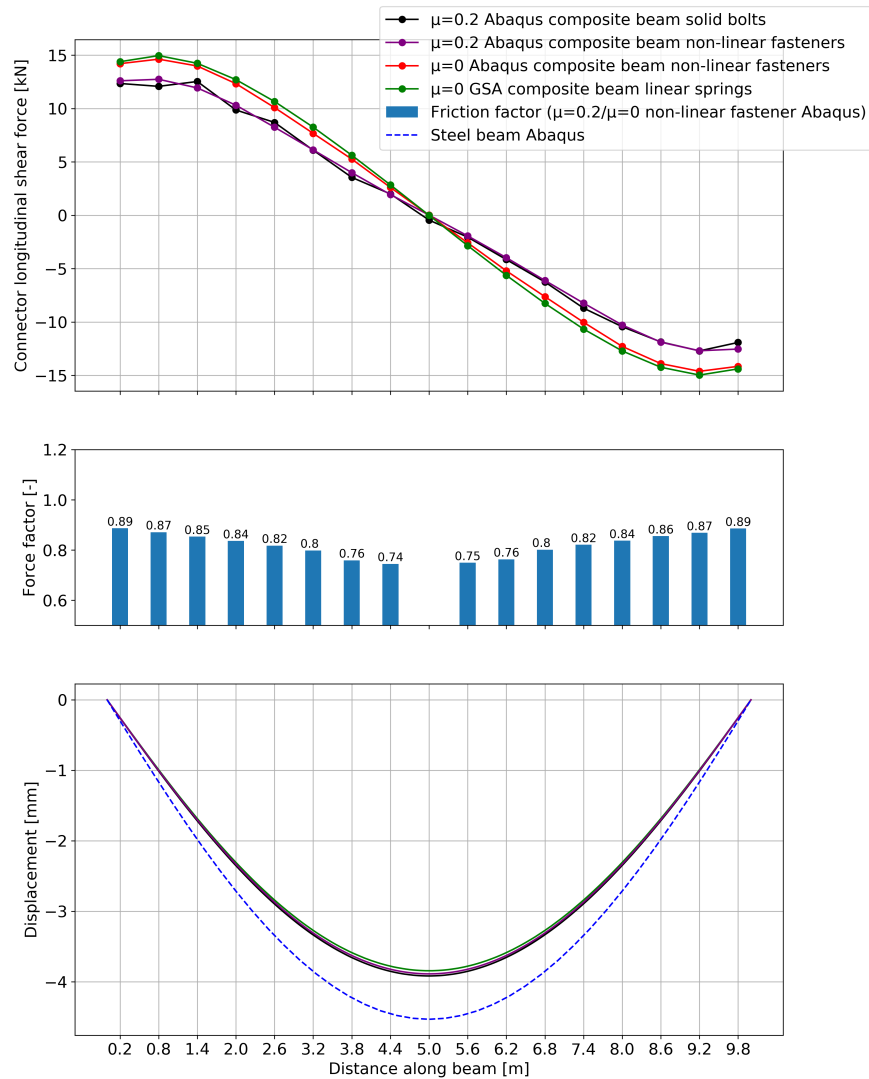 μ=0.2 Abaqus composite beam solid bolts
μ=0.2 Abaqus composite beam non-linear fasteners
μ=0 Abaqus composite beam non-linear fasteners
μ=0 GSA composite beam linear springs
Friction factor (μ=0.2/μ=0 non-linear fastener Abaqus)
Steel beam Abaqus
Connector longitudinal shear force [kN]
15
10
5
0
−5
−10
−15
Force factor [-]
1.2
1.0
0.8
0.6
0.89 0.87 0.85 0.84 0.82 0.8 0.76 0.74 0.75 0.76 0.8 0.82 0.84 0.86 0.87 0.89
Displacement [mm]
0
−1
−2
−3
−4
0.2 0.8 1.4 2.0 2.6 3.2 3.8 4.4 5.0 5.6 6.2 6.8 7.4 8.0 8.6 9.2 9.8
Distance along beam [m]